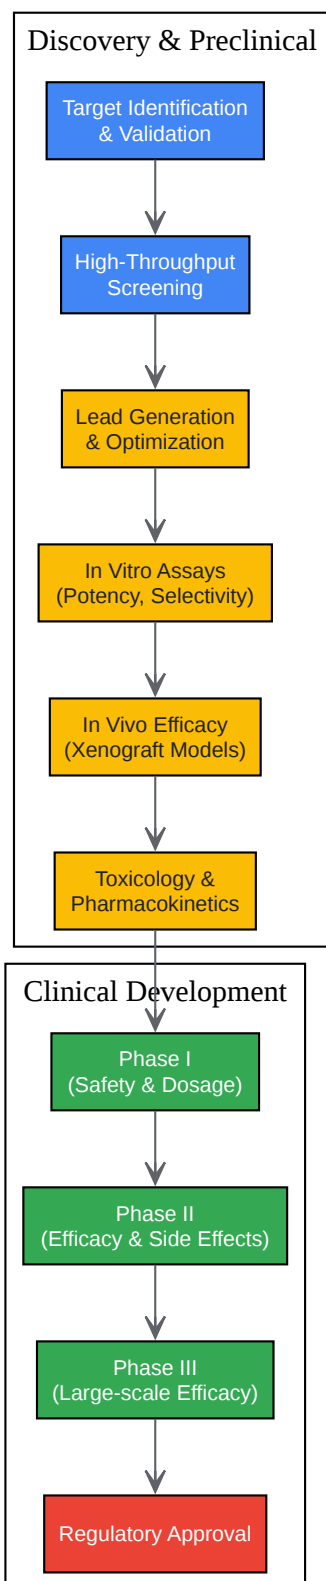 Discovery & Preclinical
Target Identification
& Validation
High-Throughput
Screening
Lead Generation
& Optimization
In Vitro Assays
(Potency, Selectivity)
In Vivo Efficacy
(Xenograft Models)
Toxicology &
Pharmacokinetics
Clinical Development
Phase I
(Safety & Dosage)
Phase II
(Efficacy & Side Effects)
Phase III
(Large-scale Efficacy)
Regulatory Approval